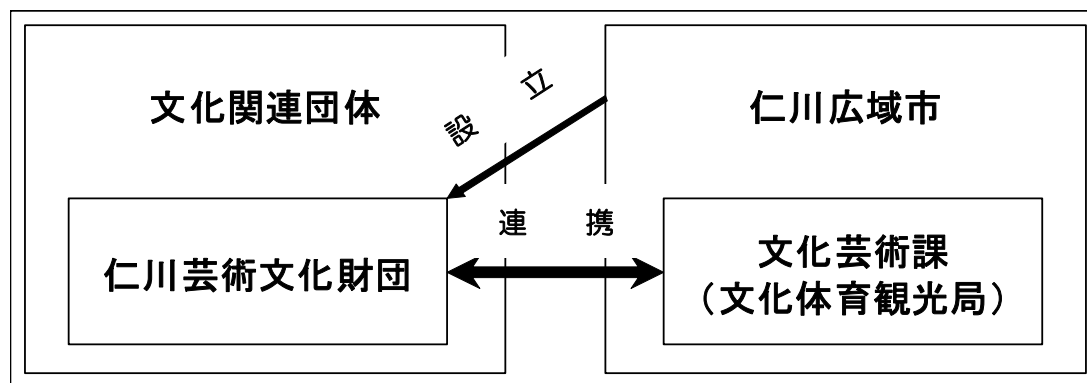 文化関連団体
設立
仁川広域市
連携
仁川芸術文化財団
文化芸術課
（文化体育観光局）